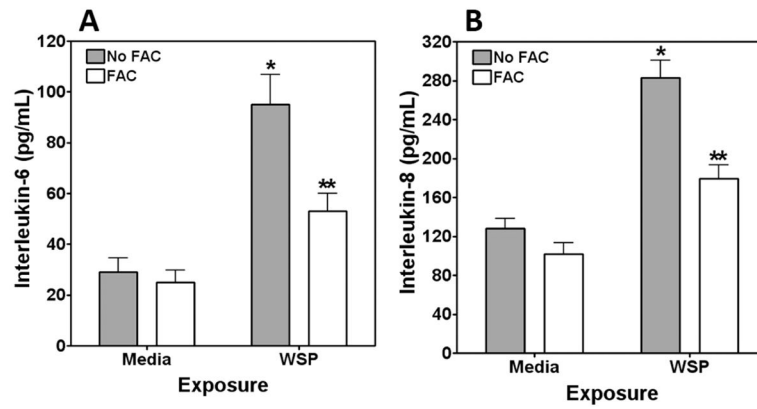 A
Interleukin-6 (pg/mL)
120
100
80
60
40
20
0
No FAC
FAC
*
**
Media
WSP
Exposure
B
Interleukin-8 (pg/mL)
320
280
240
200
160
120
80
40
0
No FAC
FAC
*
**
Media
WSP
Exposure